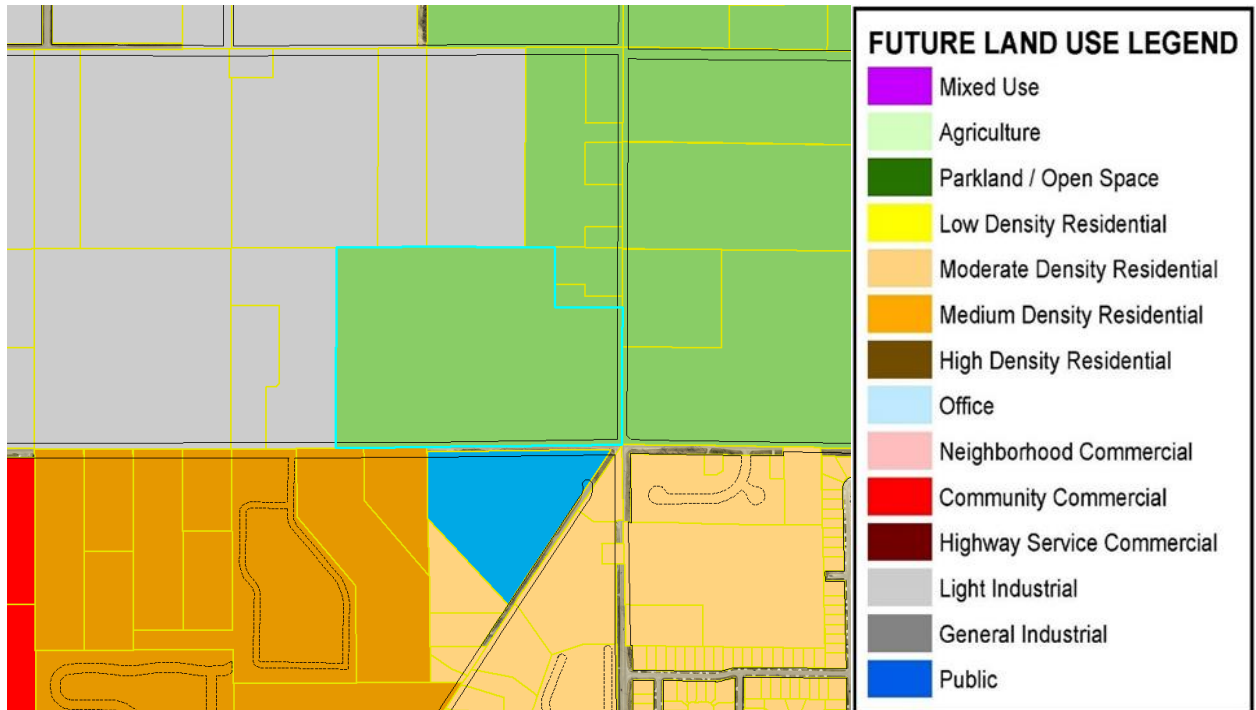 FUTURE LAND USE LEGEND
Mixed Use
Agriculture
Parkland / Open Space
Low Density Residential
Moderate Density Residential
Medium Density Residential
High Density Residential
Office
Neighborhood Commercial
Community Commercial
Highway Service Commercial
Light Industrial
General Industrial
Public